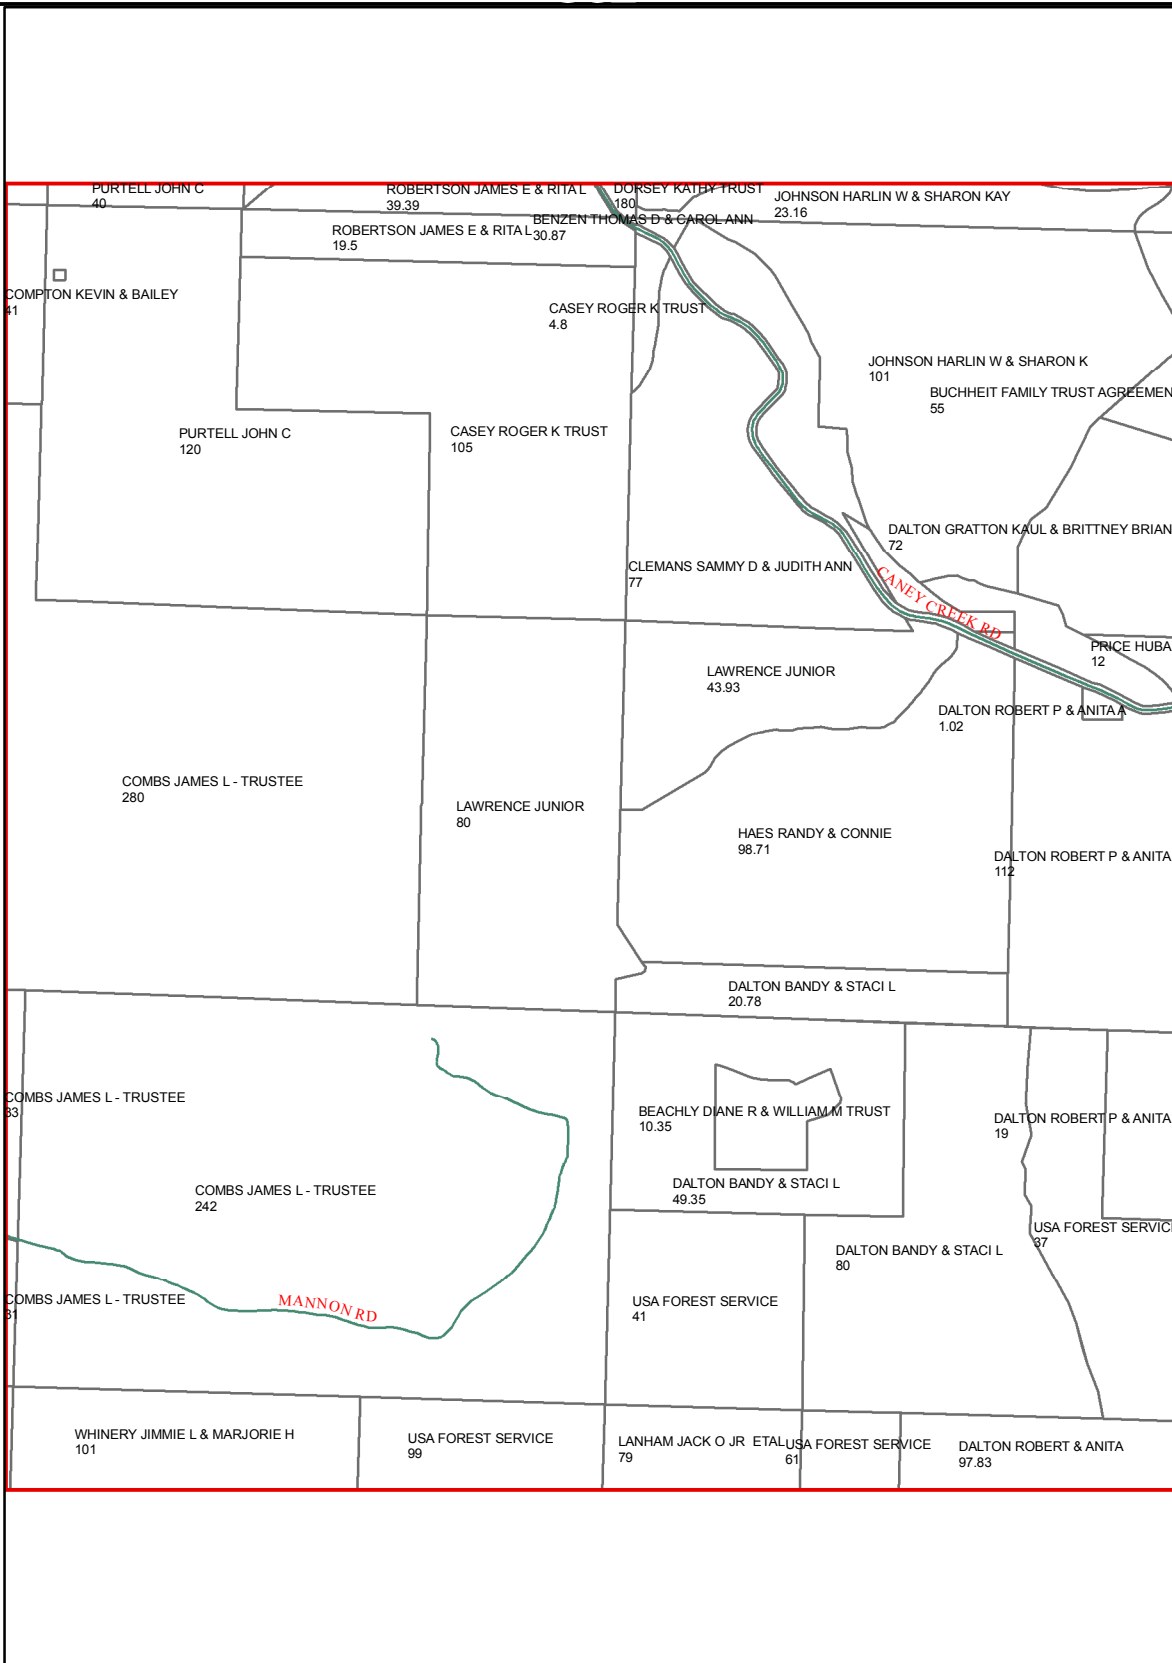 PURTELL JOHN C
40
ROBERTSON JAMES E & RITA L
39.39
DORSEY KATHY TRUST
180
JOHNSON HARLIN W & SHARON KAY
23.16
BENZEN THOMAS D & CAROL ANN
30.87
ROBERTSON JAMES E & RITA L
19.5
COMPTON KEVIN & BAILEY
41
CASEY ROGER K TRUST
4.8
JOHNSON HARLIN W & SHARON K
101
BUCHHEIT FAMILY TRUST AGREEMEN
55
PURTELL JOHN C
120
CASEY ROGER K TRUST
105
DALTON GRATTON KAUL & BRITTNEY BRIAN
72
CLEMANS SAMMY D & JUDITH ANN
77
CANEY CREEK RD
PRICE HUBA
12
LAWRENCE JUNIOR
43.93
DALTON ROBERT P & ANITA A
1.02
COMBS JAMES L - TRUSTEE
280
LAWRENCE JUNIOR
80
HAES RANDY & CONNIE
98.71
DALTON ROBERT P & ANITA
112
DALTON BANDY & STACI L
20.78
COMBS JAMES L - TRUSTEE
33
BEACHLY DIANE R & WILLIAM M TRUST
10.35
DALTON ROBERT P & ANITA
19
COMBS JAMES L - TRUSTEE
242
DALTON BANDY & STACI L
49.35
USA FOREST SERVICE
37
DALTON BANDY & STACI L
80
COMBS JAMES L - TRUSTEE
31
MANNON RD
USA FOREST SERVICE
41
WHINERY JIMMIE L & MARJORIE H
101
USA FOREST SERVICE
99
LANHAM JACK O JR ETAL
79
USA FOREST SERVICE
61
DALTON ROBERT & ANITA
97.83